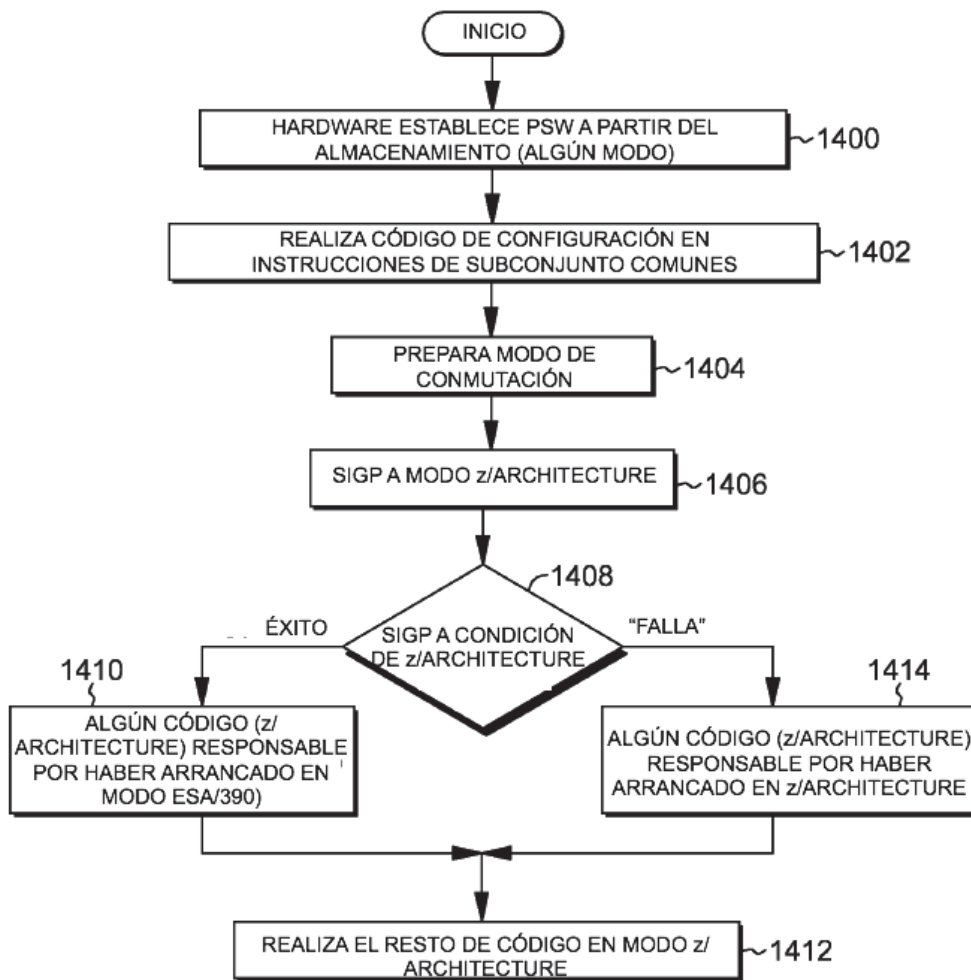 INICIO
HARDWARE ESTABLECE PSW A PARTIR DEL
ALMACENAMIENTO (ALGÚN MODO)
1400
REALIZA CÓDIGO DE CONFIGURACIÓN EN
INSTRUCCIONES DE SUBCONJUNTO COMUNES
1402
PREPARA MODO DE
CONMUTACIÓN
1404
SIGP A MODO z/ARCHITECTURE
1406
1408
SIGP A CONDICIÓN
DE z/ARCHITECTURE
ÉXITO
"FALLA"
1410
ALGÚN CÓDIGO (z/
ARCHITECTURE) RESPONSABLE
POR HABER ARRANCADO EN
MODO ESA/390)
1414
ALGÚN CÓDIGO (z/ARCHITECTURE)
RESPONSABLE POR HABER
ARRANCADO EN z/ARCHITECTURE
REALIZA EL RESTO DE CÓDIGO EN MODO z/
ARCHITECTURE
1412